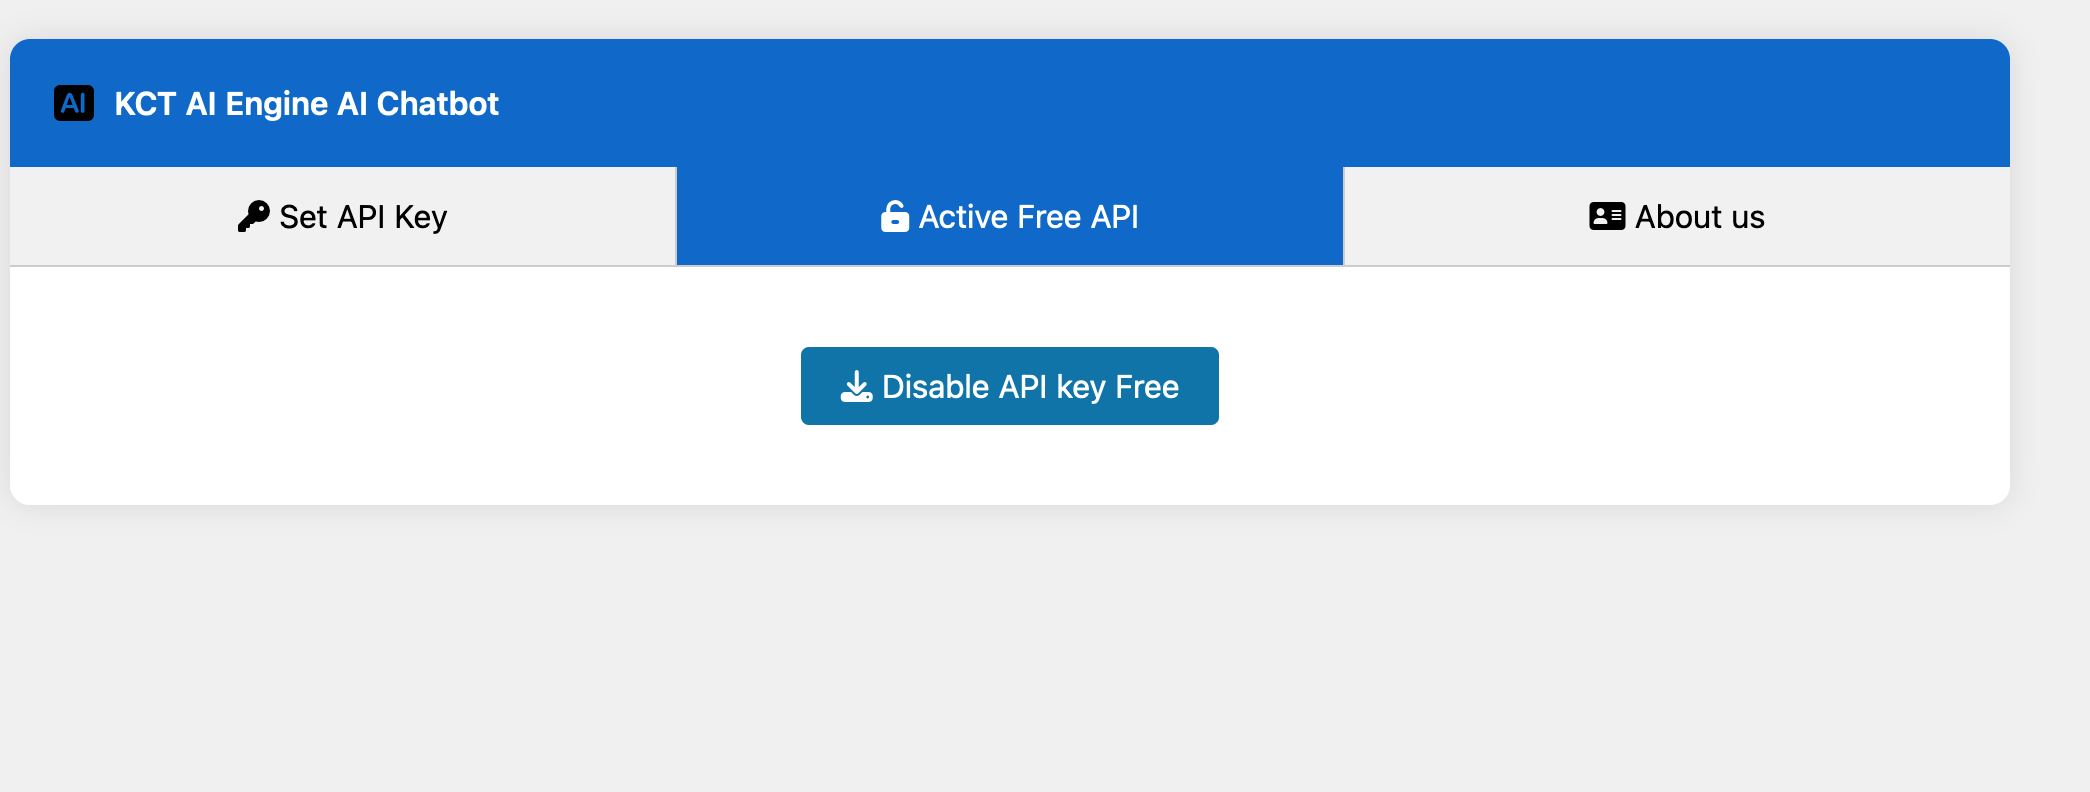 AI KCT AI Engine AI Chatbot
Set API Key
Active Free API
About us
Disable API key Free